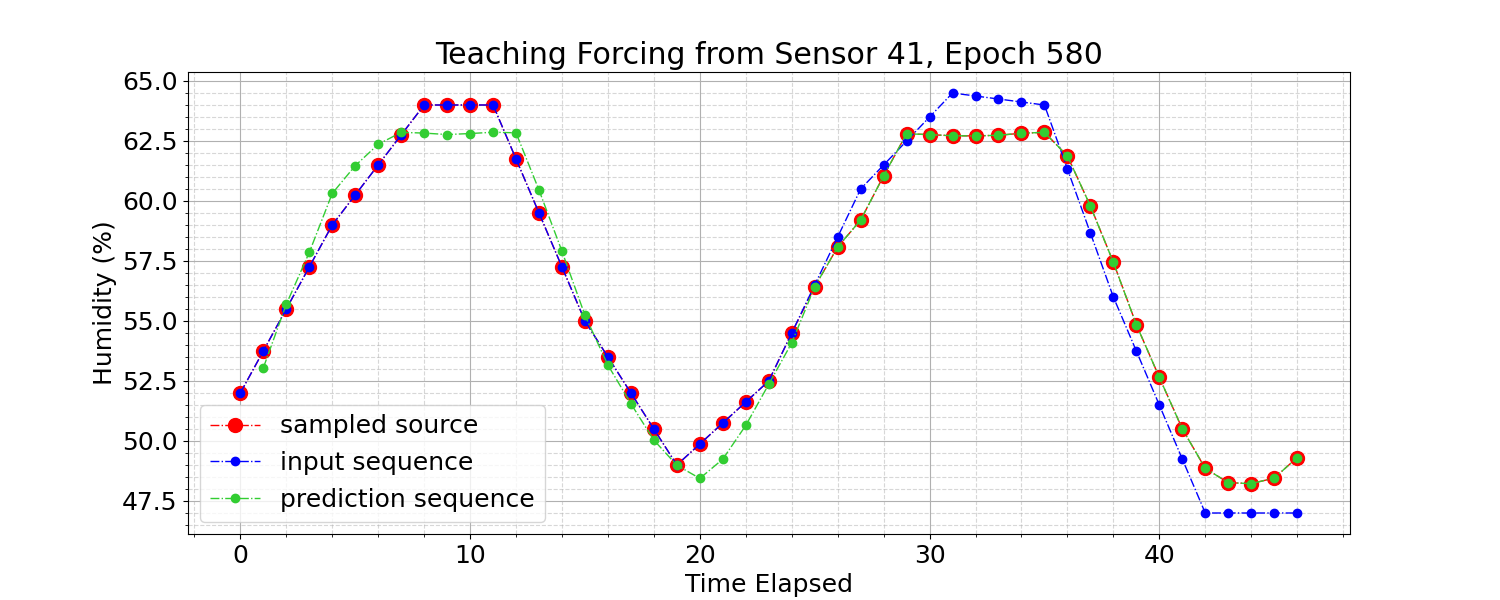 Teaching Forcing from Sensor 41, Epoch 580
65.0
62.5
60.0
57.5
55.0
52.5
50.0
47.5
Humidity (%)
sampled source
input sequence
prediction sequence
0 10 20 30 40
Time Elapsed